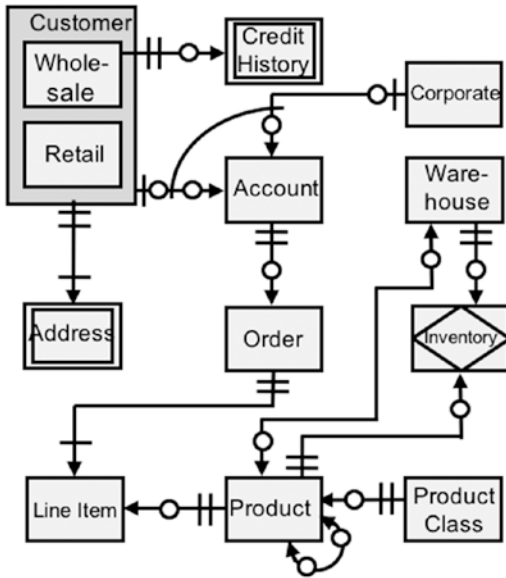 Customer
Whole-
sale
Credit
History
Corporate
Retail
Account
Ware-
house
Address
Order
Inventory
Line Item
Product
Product
Class